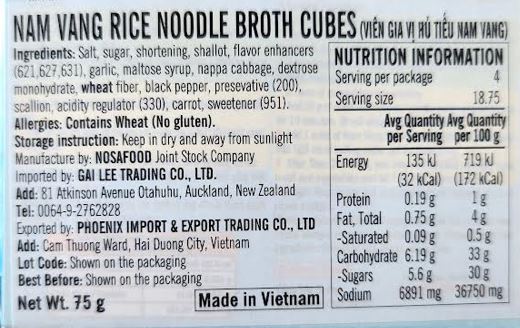 NAM VANG RICE NOODLE BROTH CUBES (VIÊN GIA VỊ HỦ TIẾU NAM VANG)
Ingredients: Salt, sugar, shortening, shallot, flavor enhancers
(621,627,631), garlic, maltose syrup, nappa cabbage, dextrose
monohydrate, wheat fiber, black pepper, presevative (200),
scallion, acidity regulator (330), carrot, sweetener (951).
Allergies: Contains Wheat (No gluten).
Storage instruction: Keep in dry and away from sunlight
Manufacture by: NOSAFOOD Joint Stock Company
Imported by: GAI LEE TRADING CO., LTD.
Add: 81 Atkinson Avenue Otahuhu, Auckland, New Zealand
Tel: 0064-9-2762828
Exported by: PHOENIX IMPORT & EXPORT TRADING CO., LTD
Add: Cam Thuong Ward, Hai Duong City, Vietnam
Lot Code: Shown on the packaging
Best Before: Shown on the packaging
Net Wt. 75 g
Made in Vietnam
NUTRITION INFORMATION
Serving per package 4
Serving size 18.75
Avg Quantity Avg Quantity
per Serving per 100 g
Energy 135 kJ 719 kJ
(32 kCal) (172 kCal)
Protein 0.19 g 1 g
Fat, Total 0.75 g 4 g
-Saturated 0.09 g 0.5 g
Carbohydrate 6.19 g 33 g
-Sugars 5.6 g 30 g
Sodium 6891 mg 36750 mg